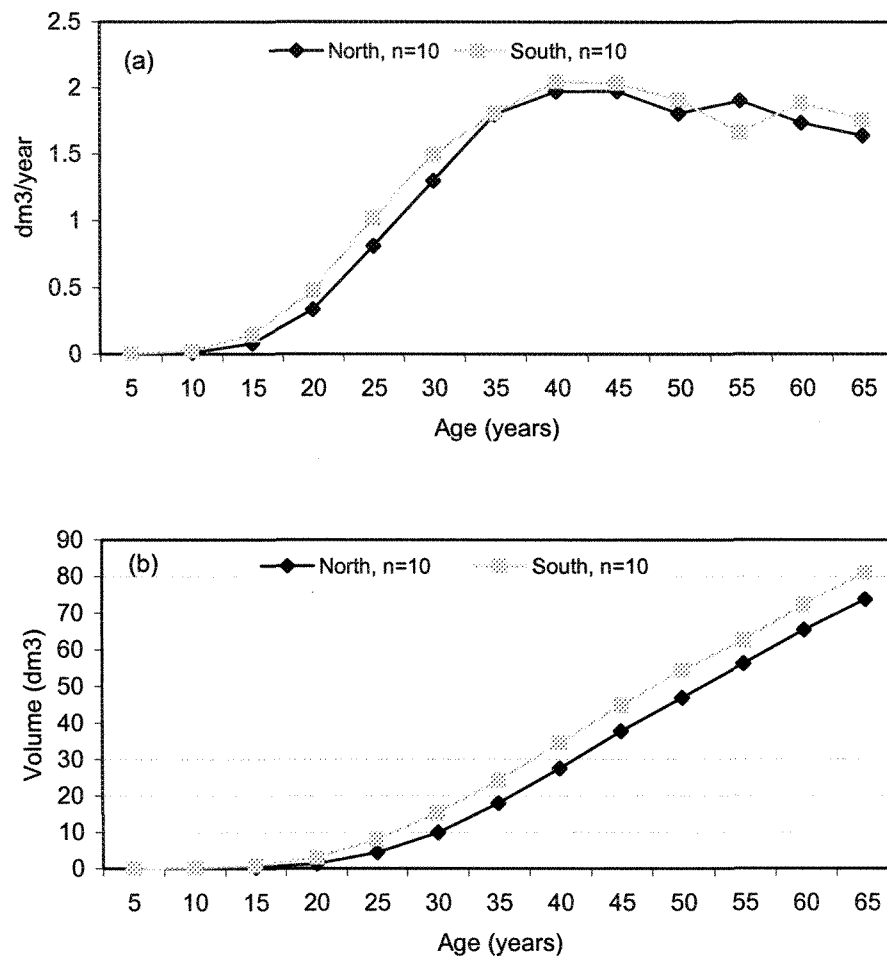 2.5
(a)
North, n=10 South, n=10
2
1.5
1
0.5
0
dm3/year
5 10 15 20 25 30 35 40 45 50 55 60 65
Age (years)
90
(b)
North, n=10 South, n=10
80
70
60
50
40
30
20
10
0
Volume (dm3)
5 10 15 20 25 30 35 40 45 50 55 60 65
Age (years)